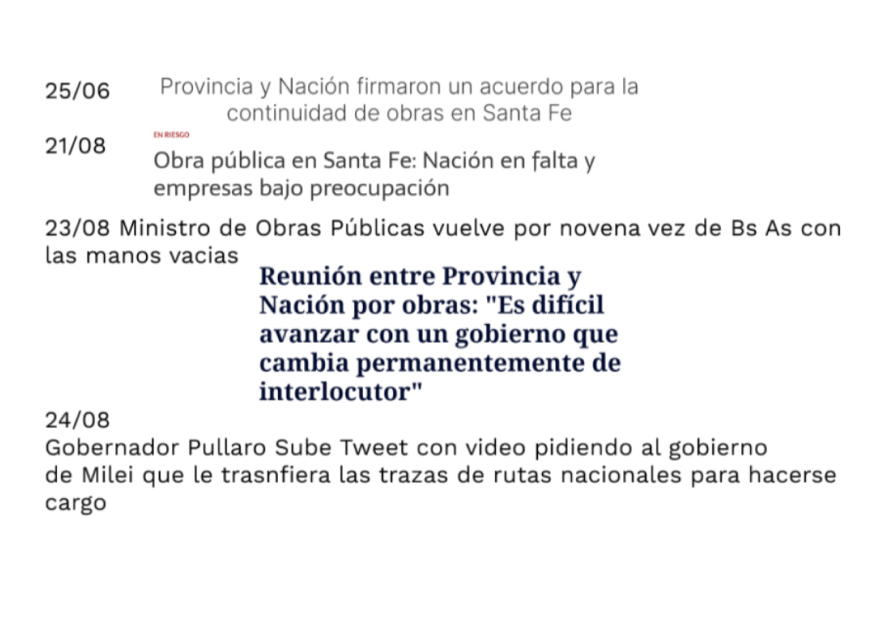 25/06
Provincia y Nación firmaron un acuerdo para la
continuidad de obras en Santa Fe
21/08
EN RIESGO
Obra pública en Santa Fe: Nación en falta y
empresas bajo preocupación
23/08 Ministro de Obras Públicas vuelve por novena vez de Bs As con
las manos vacias
Reunión entre Provincia y
Nación por obras: "Es difícil
avanzar con un gobierno que
cambia permanentemente de
interlocutor"
24/08
Gobernador Pullaro Sube Tweet con video pidiendo al gobierno
de Milei que le trasnfiera las trazas de rutas nacionales para hacerse
cargo